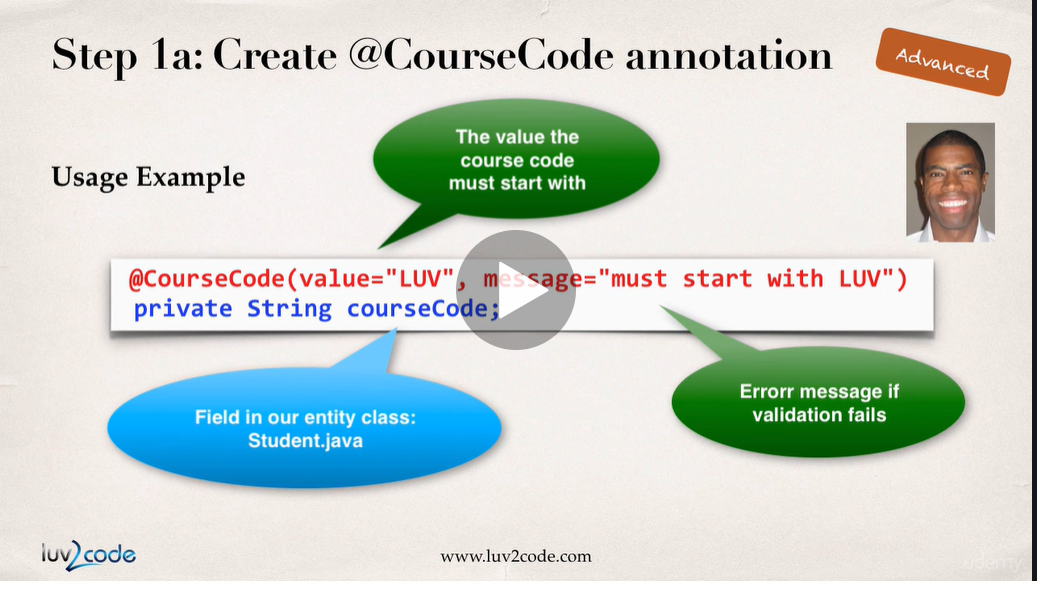 Step 1a: Create @CourseCode annotation
Advanced
The value the
course code
must start with
Usage Example
@CourseCode(value="LUV", message="must start with LUV")
private String courseCode;
Field in our entity class:
Student.java
Errorr message if
validation fails
luv2code
www.luv2code.com
udemy